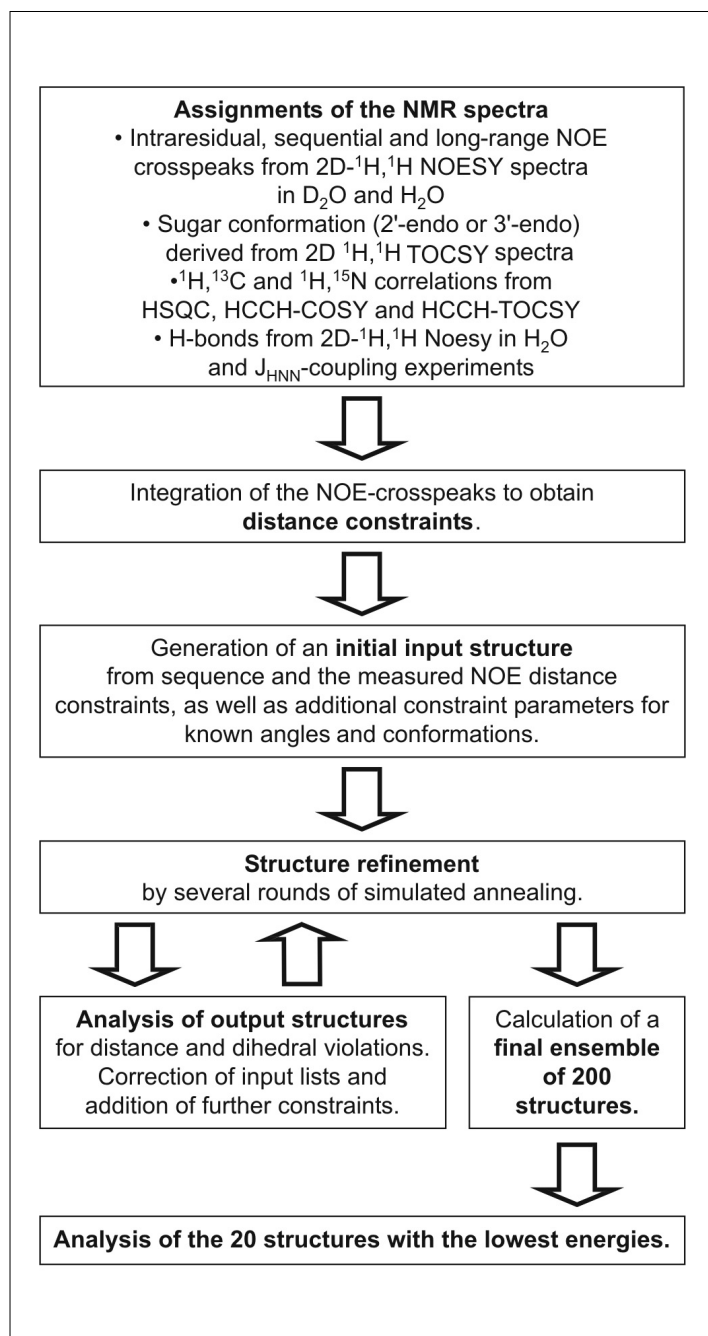 Assignments of the NMR spectra
• Intraresidual, sequential and long-range NOE
crosspeaks from 2D-¹H,¹H NOESY spectra
in D₂O and H₂O
• Sugar conformation (2'-endo or 3'-endo)
derived from 2D ¹H,¹H TOCSY spectra
•¹H,¹³C and ¹H,¹⁵N correlations from
HSQC, HCCH-COSY and HCCH-TOCSY
• H-bonds from 2D-¹H,¹H Noesy in H₂O
and J_HNN-coupling experiments
Integration of the NOE-crosspeaks to obtain
distance constraints.
Generation of an initial input structure
from sequence and the measured NOE distance
constraints, as well as additional constraint parameters for
known angles and conformations.
Structure refinement
by several rounds of simulated annealing.
Analysis of output structures
for distance and dihedral violations.
Correction of input lists and
addition of further constraints.
Calculation of a
final ensemble
of 200
structures.
Analysis of the 20 structures with the lowest energies.